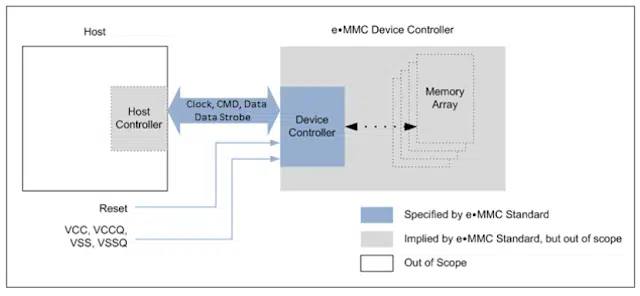 Host
e•MMC Device Controller
Host
Controller
Clock, CMD, Data
Data Strobe
Device
Controller
Memory
Array
Reset
VCC, VCCQ,
VSS, VSSQ
Specified by e•MMC Standard
Implied by e•MMC Standard, but out of scope
Out of Scope